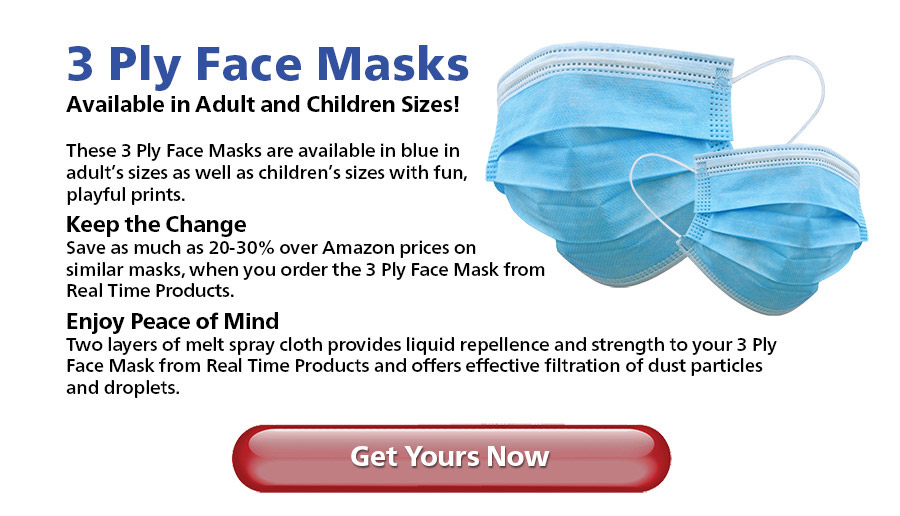 3 Ply Face Masks
Available in Adult and Children Sizes!
These 3 Ply Face Masks are available in blue in
adult's sizes as well as children's sizes with fun,
playful prints.
Keep the Change
Save as much as 20-30% over Amazon prices on
similar masks, when you order the 3 Ply Face Mask from
Real Time Products.
Enjoy Peace of Mind
Two layers of melt spray cloth provides liquid repellence and strength to your 3 Ply
Face Mask from Real Time Products and offers effective filtration of dust particles
and droplets.
Get Yours Now